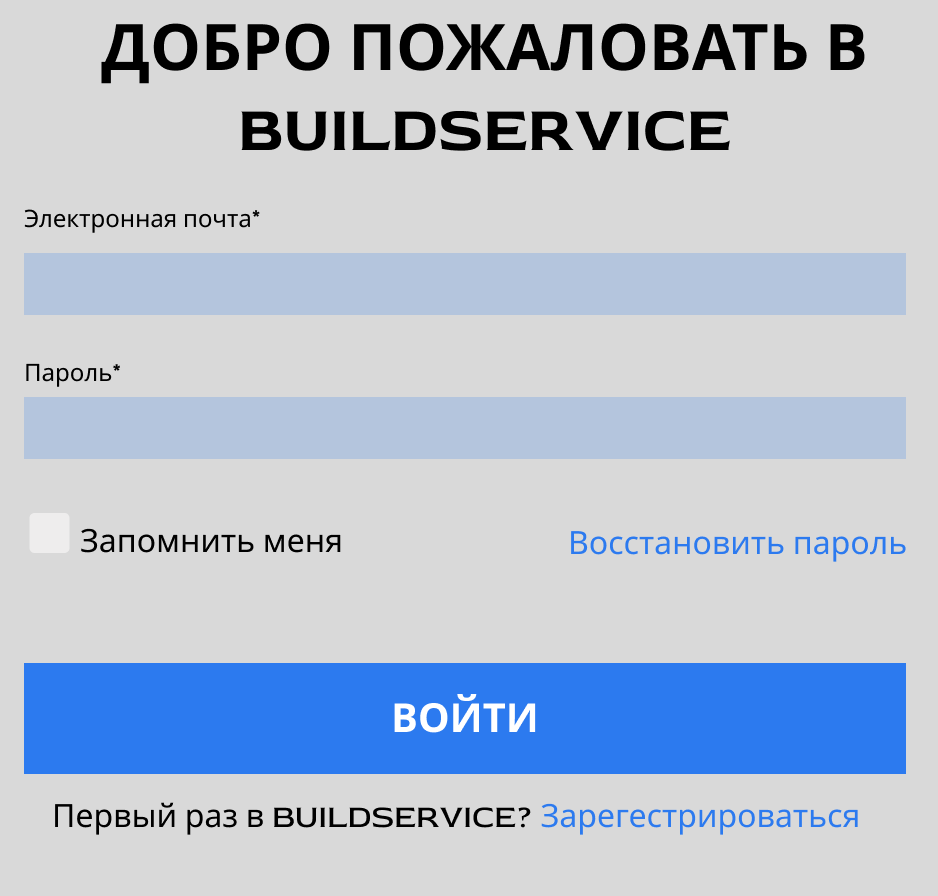 ДОБРО ПОЖАЛОВАТЬ В
BUILDSERVICE
Электронная почта*
Пароль*
Запомнить меня
Восстановить пароль
ВОЙТИ
Первый раз в BUILDSERVICE? Зарегестрироваться